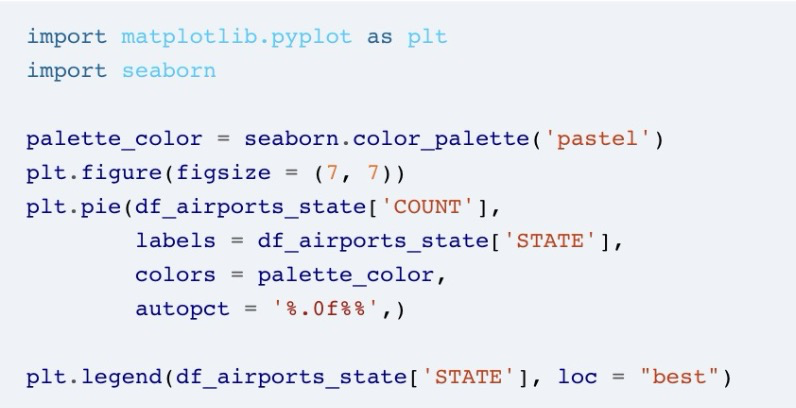 import matplotlib.pyplot as plt
import seaborn
palette_color = seaborn.color_palette('pastel')
plt.figure(figsize = (7, 7))
plt.pie(df_airports_state['COUNT'],
labels = df_airports_state['STATE'],
colors = palette_color,
autopct = '%.0f%%',)
plt.legend(df_airports_state['STATE'], loc = "best")